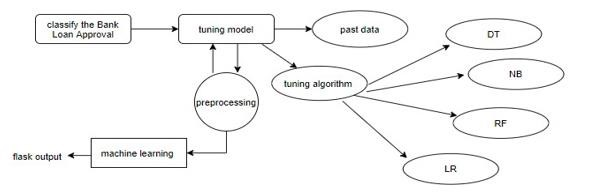 classify the Bank
Loan Approval
tuning model
past data
DT
NB
tuning algorithm
preprocessing
RF
machine learning
flask output
LR